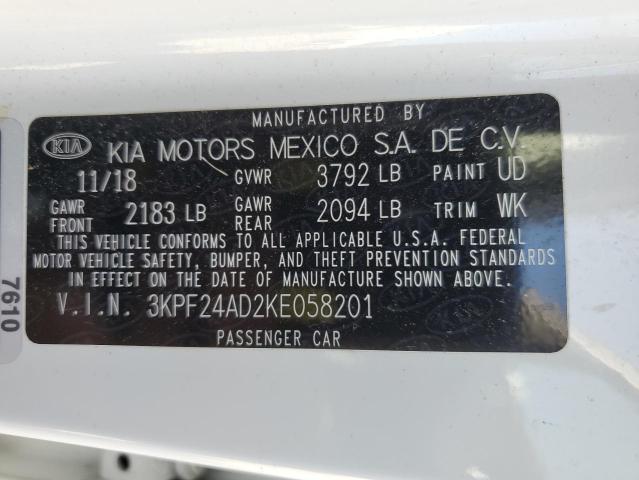 MANUFACTURED BY
KIA KIA MOTORS MEXICO S.A. DE C.V.
11/18 GVWR 3792 LB PAINT UD
GAWR FRONT 2183 LB GAWR REAR 2094 LB TRIM WK
THIS VEHICLE CONFORMS TO ALL APPLICABLE U.S.A. FEDERAL
MOTOR VEHICLE SAFETY, BUMPER, AND THEFT PREVENTION STANDARDS
IN EFFECT ON THE DATE OF MANUFACTURE SHOWN ABOVE.
V.I.N. 3KPF24AD2KE058201
PASSENGER CAR
7610